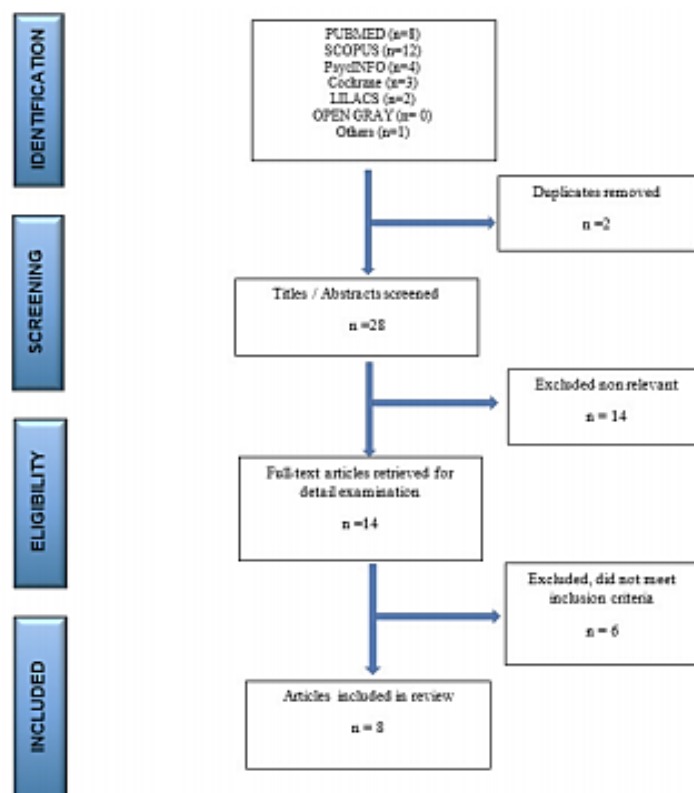 IDENTIFICATION
PUBMED (n=8)
SCOPUS (n=12)
PsycINFO (n=4)
Cochrane (n=3)
LILACS (n=2)
OPEN GRAY (n= 0)
Others (n=1)
Duplicates removed
n =2
SCREENING
Titles / Abstracts screened
n =28
Excluded non relevant
n = 14
ELIGIBILITY
Full-text articles retrieved for
detail examination
n =14
Excluded, did not meet
inclusion criteria
n = 6
INCLUDED
Articles included in review
n = 8